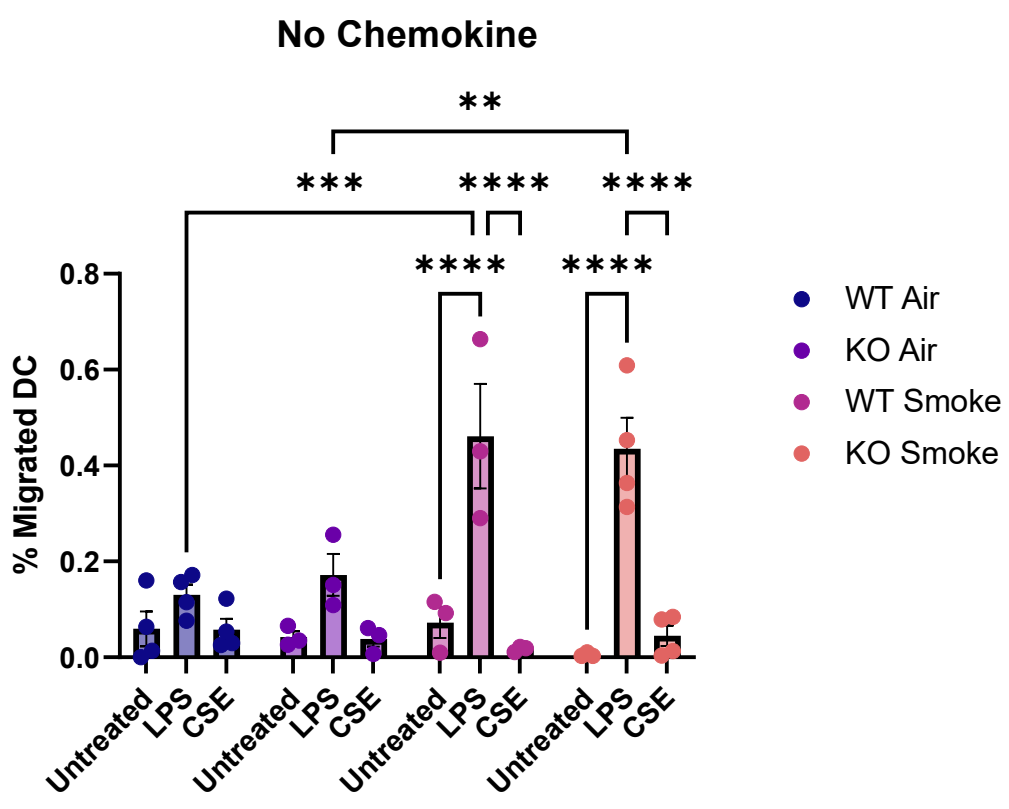 No Chemokine
**
*** **** ****
**** ****
% Migrated DC
0.8
0.6
0.4
0.2
0.0
Untreated LPS CSE Untreated LPS CSE Untreated LPS CSE Untreated LPS CSE
WT Air
KO Air
WT Smoke
KO Smoke